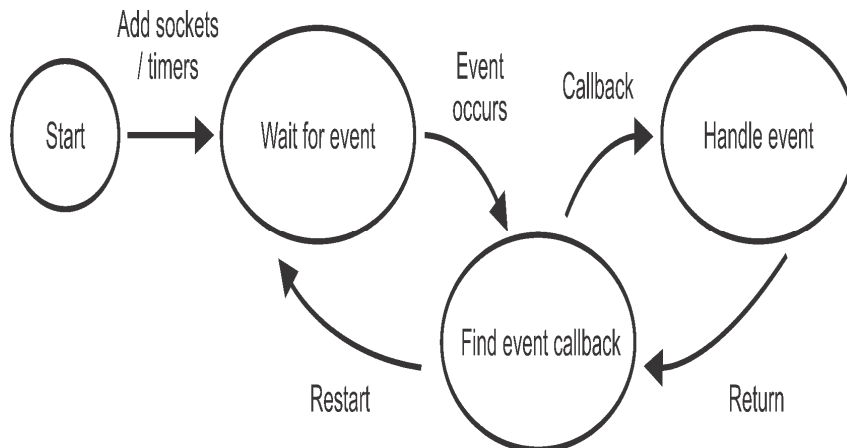 Add sockets
/ timers
Start
Wait for event
Event
occurs
Callback
Handle event
Find event callback
Restart
Return